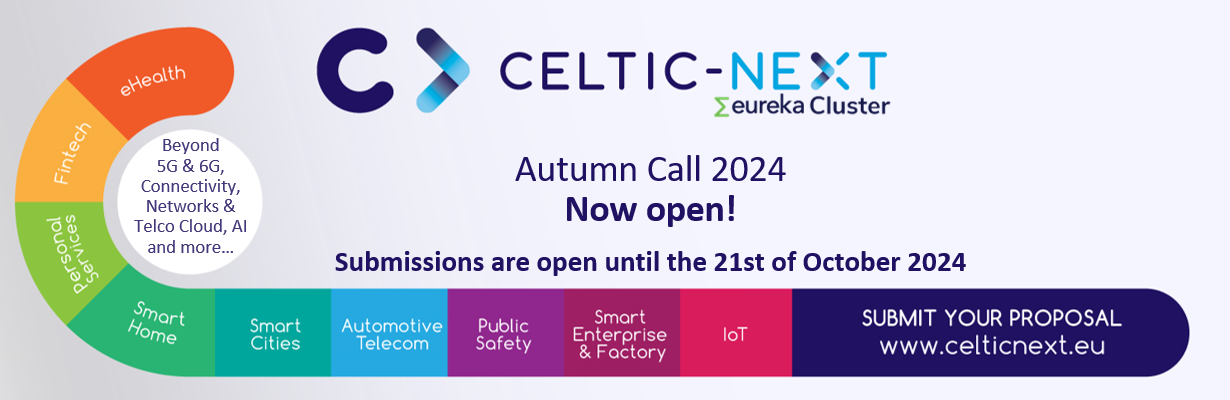 CELTIC-NEXT
eureka Cluster
Autumn Call 2024
Now open!
Submissions are open until the 21st of October 2024
Beyond
5G & 6G,
Connectivity,
Networks &
Telco Cloud, AI
and more...
eHealth
Fintech
Personal
Services
Smart
Home
Smart
Cities
Automotive
Telecom
Public
Safety
Smart
Enterprise
& Factory
IoT
SUBMIT YOUR PROPOSAL
www.celticnext.eu